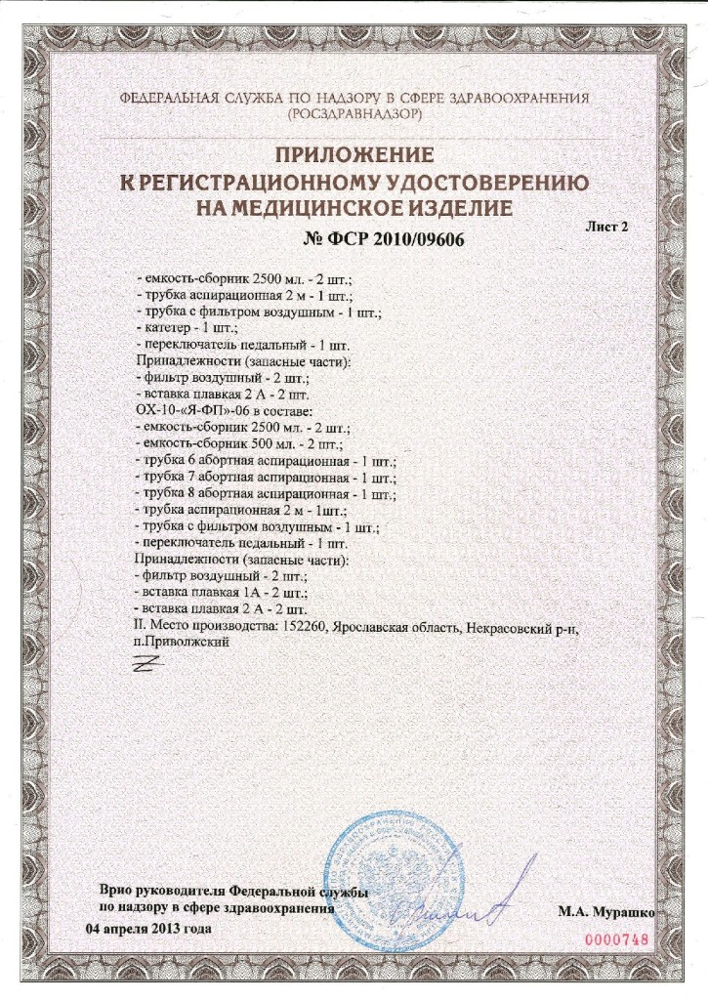 ФЕДЕРАЛЬНАЯ СЛУЖБА ПО НАДЗОРУ В СФЕРЕ ЗДРАВООХРАНЕНИЯ
(РОСЗДРАВНАДЗОР)
ПРИЛОЖЕНИЕ
К РЕГИСТРАЦИОННОМУ УДОСТОВЕРЕНИЮ
НА МЕДИЦИНСКОЕ ИЗДЕЛИЕ
Лист 2
№ ФСР 2010/09606
- емкость-сборник 2500 мл. - 2 шт.;
- трубка аспирационная 2 м - 1 шт.;
- трубка с фильтром воздушным - 1 шт.;
- катетер - 1 шт.;
- переключатель педальный - 1 шт.
Принадлежности (запасные части):
- фильтр воздушный - 2 шт.;
- вставка плавкая 2 А - 2 шт.
ОХ-10-«Я-ФП»-06 в составе:
- емкость-сборник 2500 мл. - 2 шт.;
- емкость-сборник 500 мл. - 2 шт.;
- трубка 6 абортная аспирационная - 1 шт.;
- трубка 7 абортная аспирационная - 1 шт.;
- трубка 8 абортная аспирационная - 1 шт.;
- трубка аспирационная 2 м - 1шт.;
- трубка с фильтром воздушным - 1 шт.;
- переключатель педальный - 1 шт.
Принадлежности (запасные части):
- фильтр воздушный - 2 шт.;
- вставка плавкая 1А - 2 шт.;
- вставка плавкая 2 А - 2 шт.
II. Место производства: 152260, Ярославская область, Некрасовский р-н,
п.Приволжский
Врио руководителя Федеральной службы
по надзору в сфере здравоохранения
М.А. Мурашко
04 апреля 2013 года
0000748